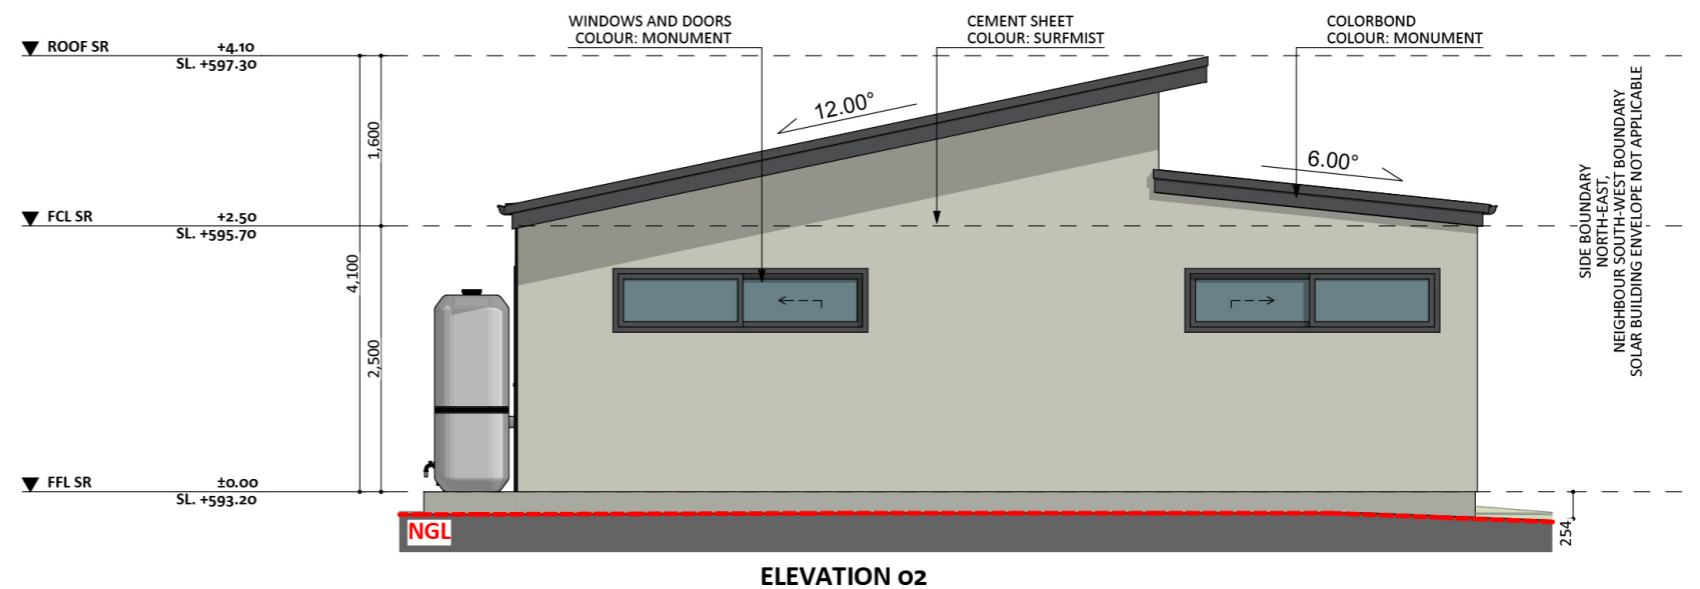 WINDOWS AND DOORS
COLOUR: MONUMENT
CEMENT SHEET
COLOUR: SURFMIST
COLORBOND
COLOUR: MONUMENT
ROOF SR +4.10
SL. +597.30
12.00°
6.00°
1,600
FCL SR +2.50
SL. +595.70
4,100
2,500
FFL SR ±0.00
SL. +593.20
SIDE BOUNDARY
NORTH-EAST,
NEIGHBOUR SOUTH-WEST BOUNDARY
SOLAR BUILDING ENVELOPE NOT APPLICABLE
254
NGL
ELEVATION 02